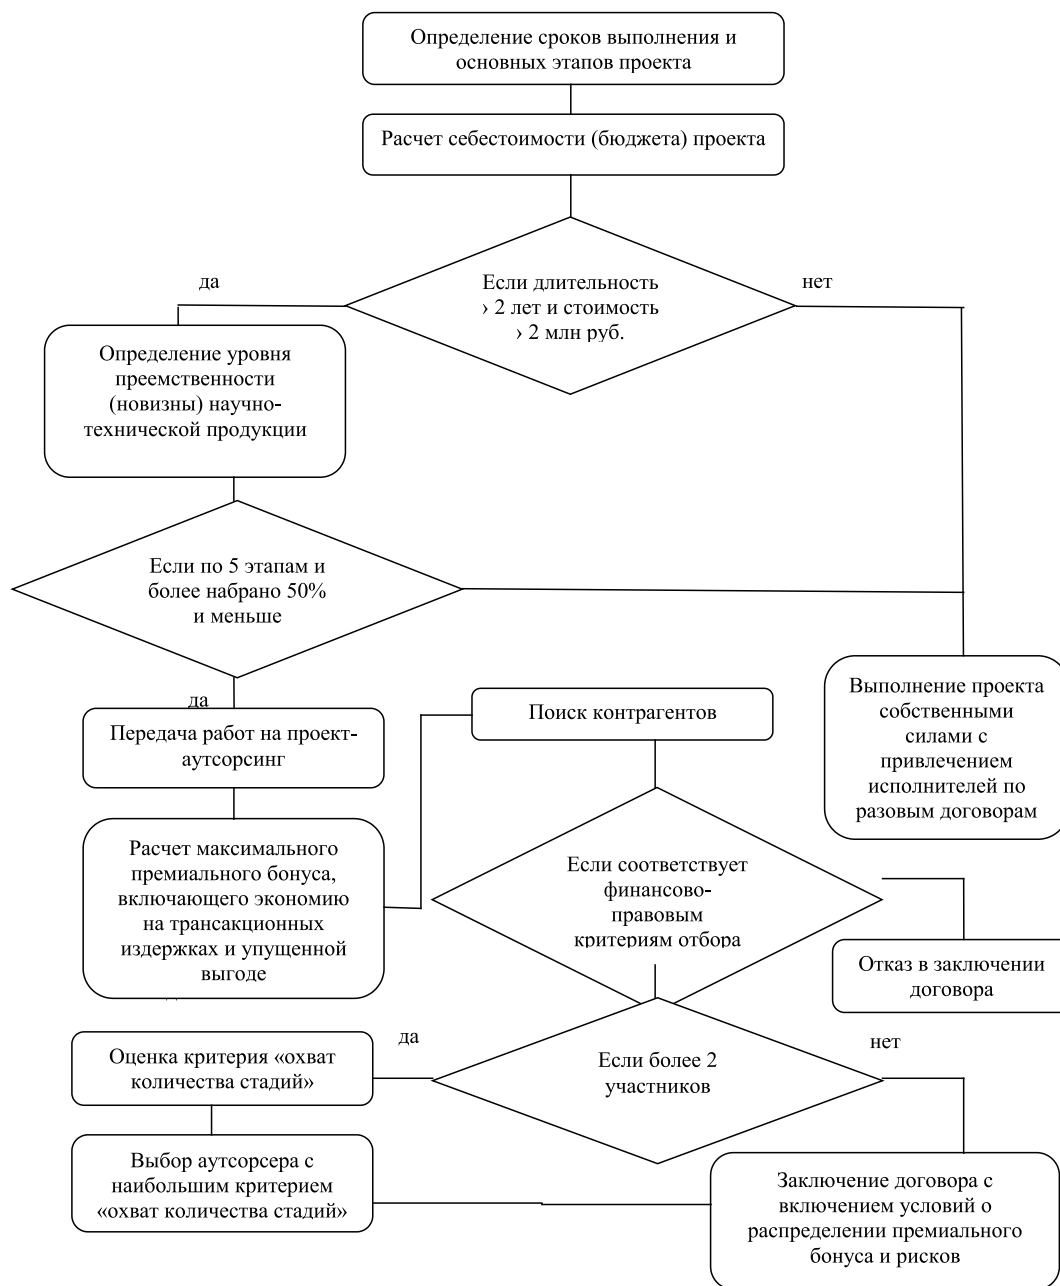 Определение сроков выполнения и
основных этапов проекта
Расчет себестоимости (бюджета) проекта
да
Если длительность
› 2 лет и стоимость
› 2 млн руб.
нет
Определение уровня
преемственности
(новизны) научно-
технической продукции
Если по 5 этапам и
более набрано 50%
и меньше
да
Передача работ на проект-
аутсорсинг
Поиск контрагентов
Выполнение проекта
собственными
силами с
привлечением
исполнителей по
разовым договорам
Расчет максимального
премиального бонуса,
включающего экономию
на трансакционных
издержках и упущенной
выгоде
Если соответствует
финансово-
правовым
критериям отбора
Отказ в заключении
договора
да
Если более 2
участников
нет
Оценка критерия «охват
количества стадий»
Выбор аутсорсера с
наибольшим критерием
«охват количества стадий»
Заключение договора с
включением условий о
распределении премиального
бонуса и рисков